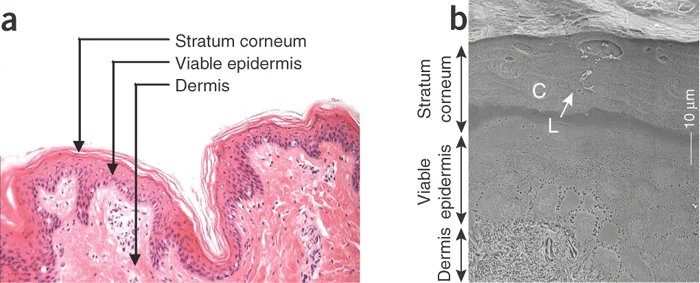 a
Stratum corneum
Viable epidermis
Dermis
b
Stratum
corneum
Viable
epidermis
Dermis
C
L
10 µm